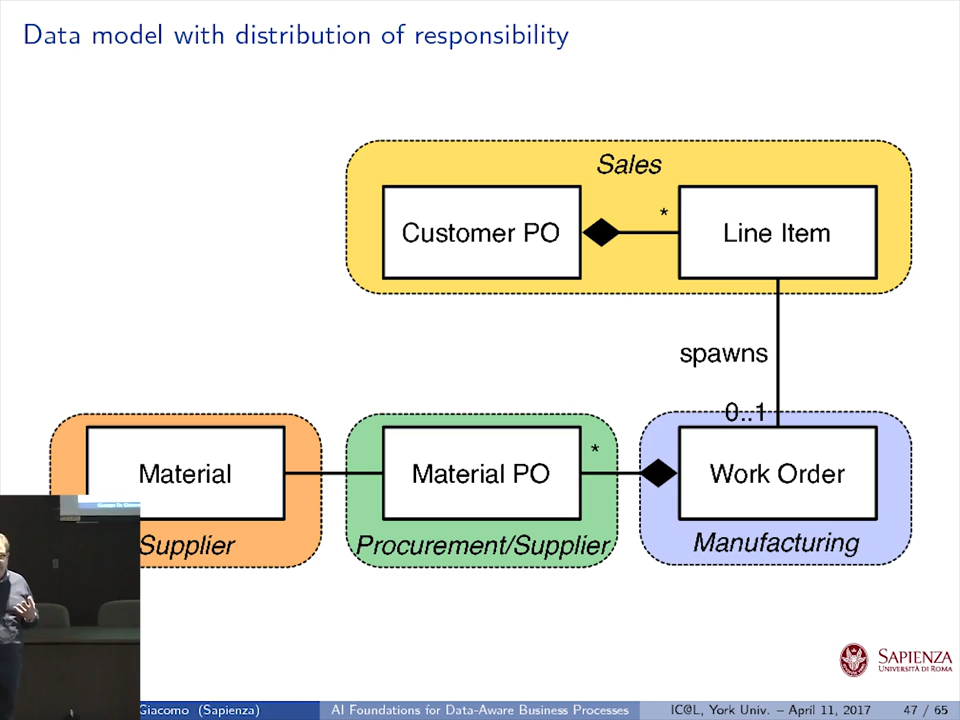 Data model with distribution of responsibility
Sales
Customer PO
*
Line Item
spawns
0..1
Material
Material PO
*
Work Order
Supplier
Procurement/Supplier
Manufacturing
SAPIENZA
UNIVERSITÀ DI ROMA
Giacomo (Sapienza)
AI Foundations for Data-Aware Business Processes
IC@L, York Univ. – April 11, 2017
47 / 65